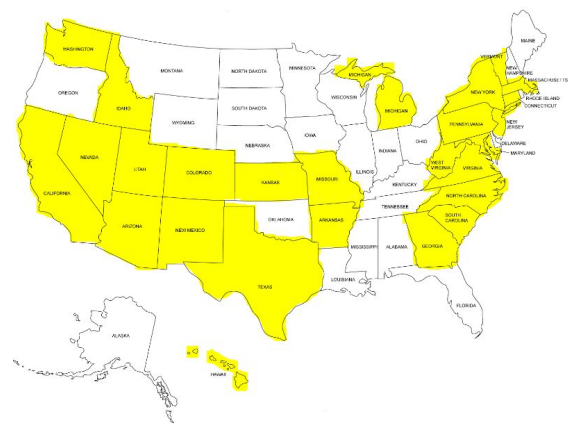 MAINE
WASHINGTON
VERMONT
MONTANA
NORTH DAKOTA
MINNESOTA
NEW
HAMPSHIRE
MICHIGAN
MASSACHUSETTS
OREGON
IDAHO
SOUTH DAKOTA
WISCONSIN
MICHIGAN
NEW YORK
RHODE ISLAND
CONNECTICUT
WYOMING
IOWA
PENNSYLVANIA
NEW
JERSEY
NEBRASKA
OHIO
DELAWARE
NEVADA
INDIANA
MARYLAND
UTAH
COLORADO
ILLINOIS
WEST
VIRGINIA
VIRGINIA
KANSAS
MISSOURI
KENTUCKY
CALIFORNIA
NORTH CAROLINA
TENNESSEE
OKLAHOMA
ARKANSAS
SOUTH
CAROLINA
ARIZONA
NEW MEXICO
MISSISSIPPI
ALABAMA
GEORGIA
TEXAS
LOUISIANA
FLORIDA
ALASKA
HAWAII